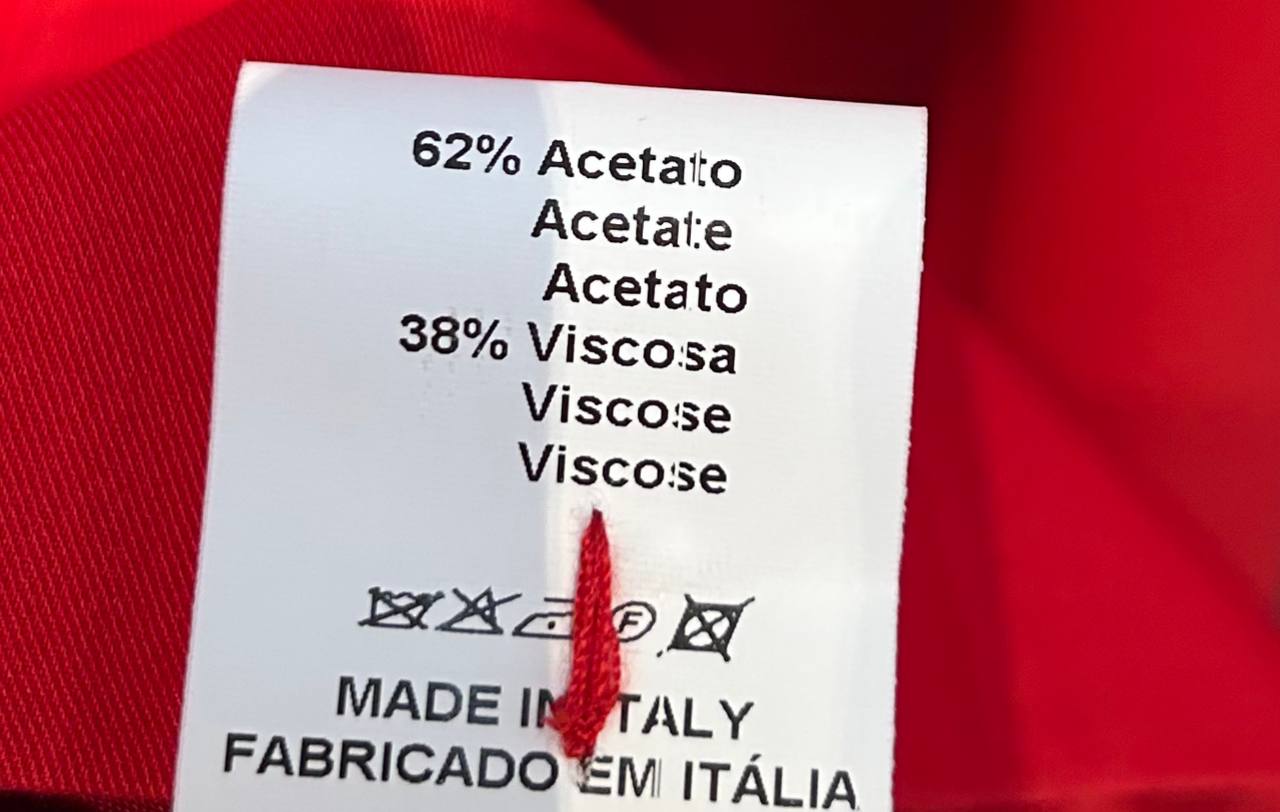 62% Acetato
Acetate
Acetato
38% Viscosa
Viscose
Viscose
F
MADE IN ITALY
FABRICADO EM ITÁLIA